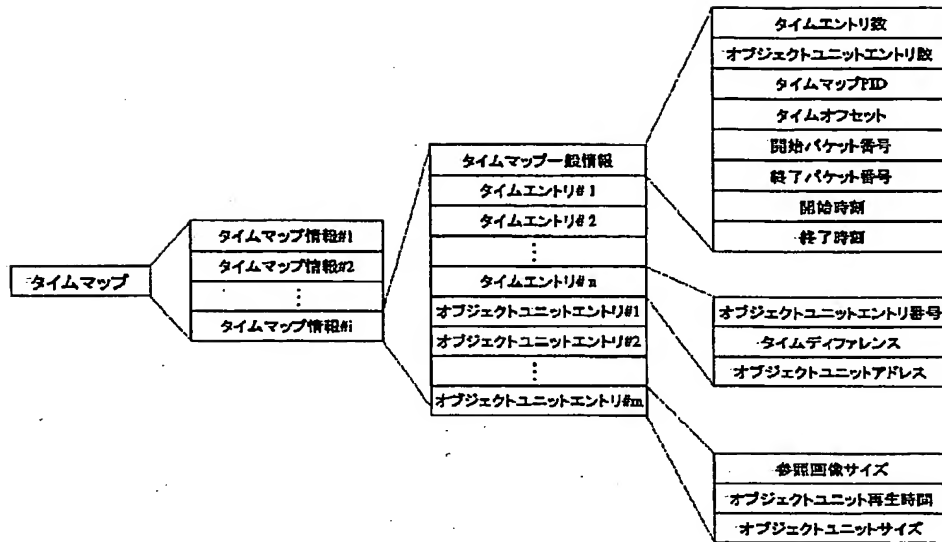 タイムマップ
タイムマップ情報#1
タイムマップ情報#2
⋮
タイムマップ情報#i
タイムマップ一般情報
タイムエントリ#1
タイムエントリ#2
⋮
タイムエントリ#n
オブジェクトユニットエントリ#1
オブジェクトユニットエントリ#2
⋮
オブジェクトユニットエントリ#m
タイムエントリ数
オブジェクトユニットエントリ数
タイムマップPID
タイムオフセット
開始パケット番号
終了パケット番号
開始時刻
終了時刻
オブジェクトユニットエントリ番号
タイムディファレンス
オブジェクトユニットアドレス
参照画像サイズ
オブジェクトユニット再生時間
オブジェクトユニットサイズ